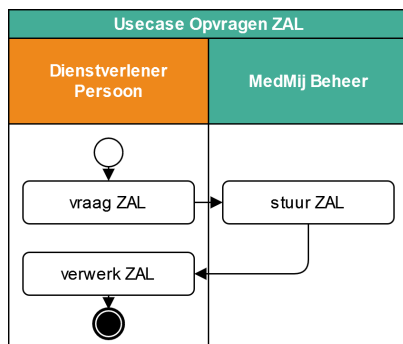 Usecase Opvragen ZAL
Dienstverlener
Persoon
MedMij Beheer
vraag ZAL
stuur ZAL
verwerk ZAL